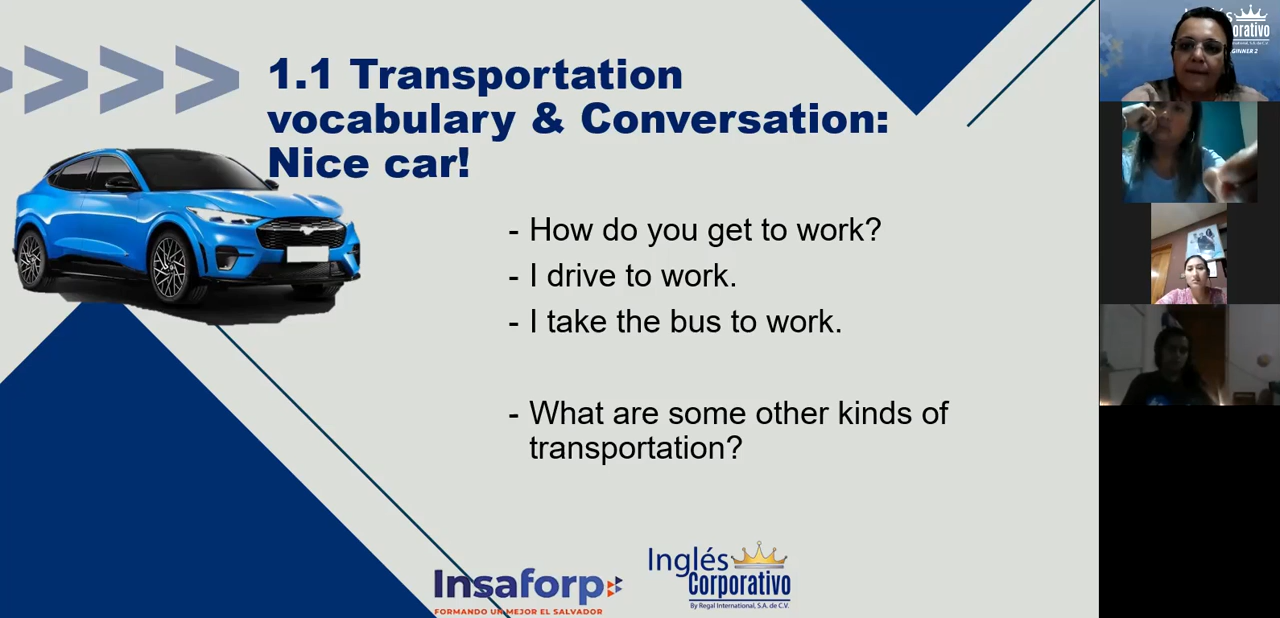 1.1 Transportation
vocabulary & Conversation:
Nice car!
- How do you get to work?
- I drive to work.
- I take the bus to work.
- What are some other kinds of
transportation?
Insaforp
FORMANDO UN MEJOR EL SALVADOR
Inglés
Corporativo
By Regal International, S.A. de C.V.